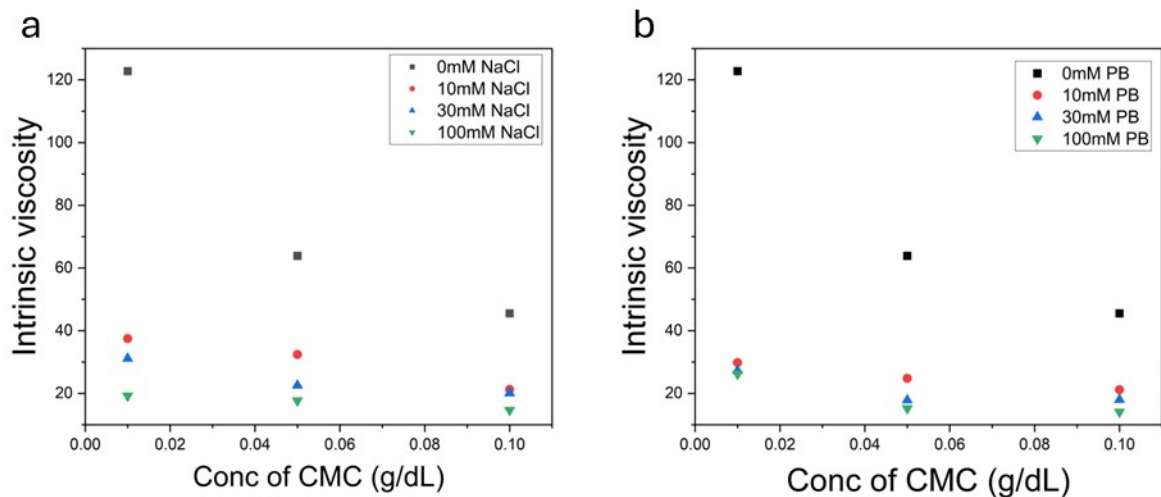 a
0mM NaCl
10mM NaCl
30mM NaCl
100mM NaCl
Intrinsic viscosity
120
100
80
60
40
20
0.00 0.02 0.04 0.06 0.08 0.10
Conc of CMC (g/dL)
b
0mM PB
10mM PB
30mM PB
100mM PB
Intrinsic viscosity
120
100
80
60
40
20
0.00 0.02 0.04 0.06 0.08 0.10
Conc of CMC (g/dL)